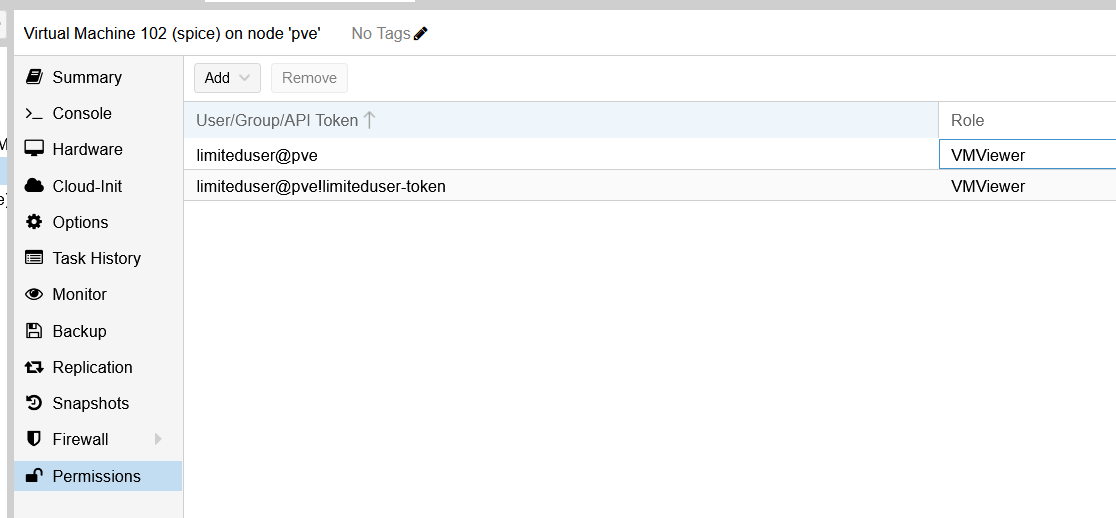 Virtual Machine 102 (spice) on node 'pve' No Tags
Summary
Console
Hardware
Cloud-Init
Options
Task History
Monitor
Backup
Replication
Snapshots
Firewall
Permissions
Add Remove
User/Group/API Token Role
limiteduser@pve VMViewer
limiteduser@pve!limiteduser-token VMViewer